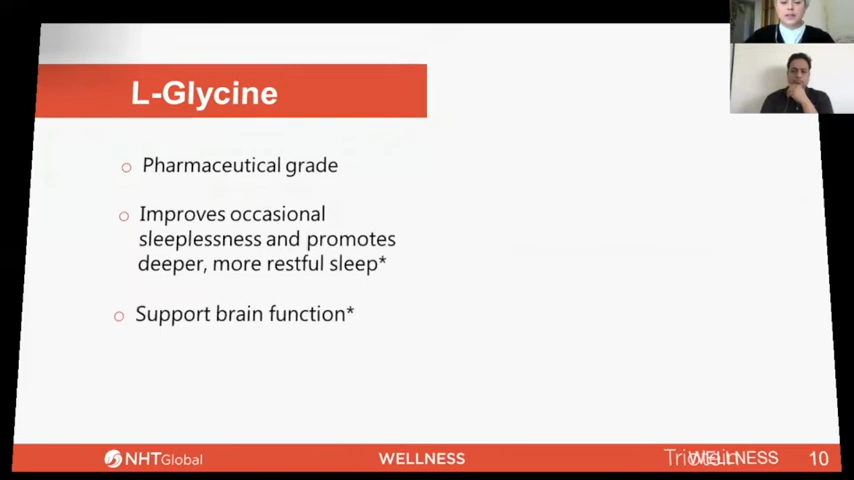 L-Glycine
Pharmaceutical grade
Improves occasional
sleeplessness and promotes
deeper, more restful sleep*
Support brain function*
NHTGlobal
WELLNESS
WELLNESS
10